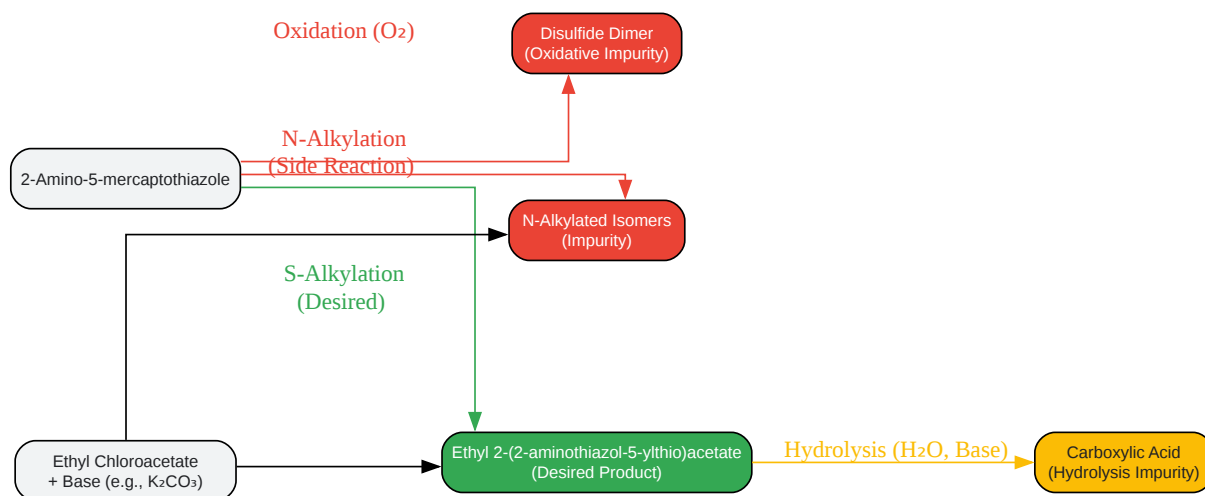 Oxidation (O₂)
Disulfide Dimer
(Oxidative Impurity)
N-Alkylation
(Side Reaction)
2-Amino-5-mercaptothiazole
N-Alkylated Isomers
(Impurity)
S-Alkylation
(Desired)
Ethyl Chloroacetate
+ Base (e.g., K₂CO₃)
Ethyl 2-(2-aminothiazol-5-ylthio)acetate
(Desired Product)
Hydrolysis (H₂O, Base)
Carboxylic Acid
(Hydrolysis Impurity)